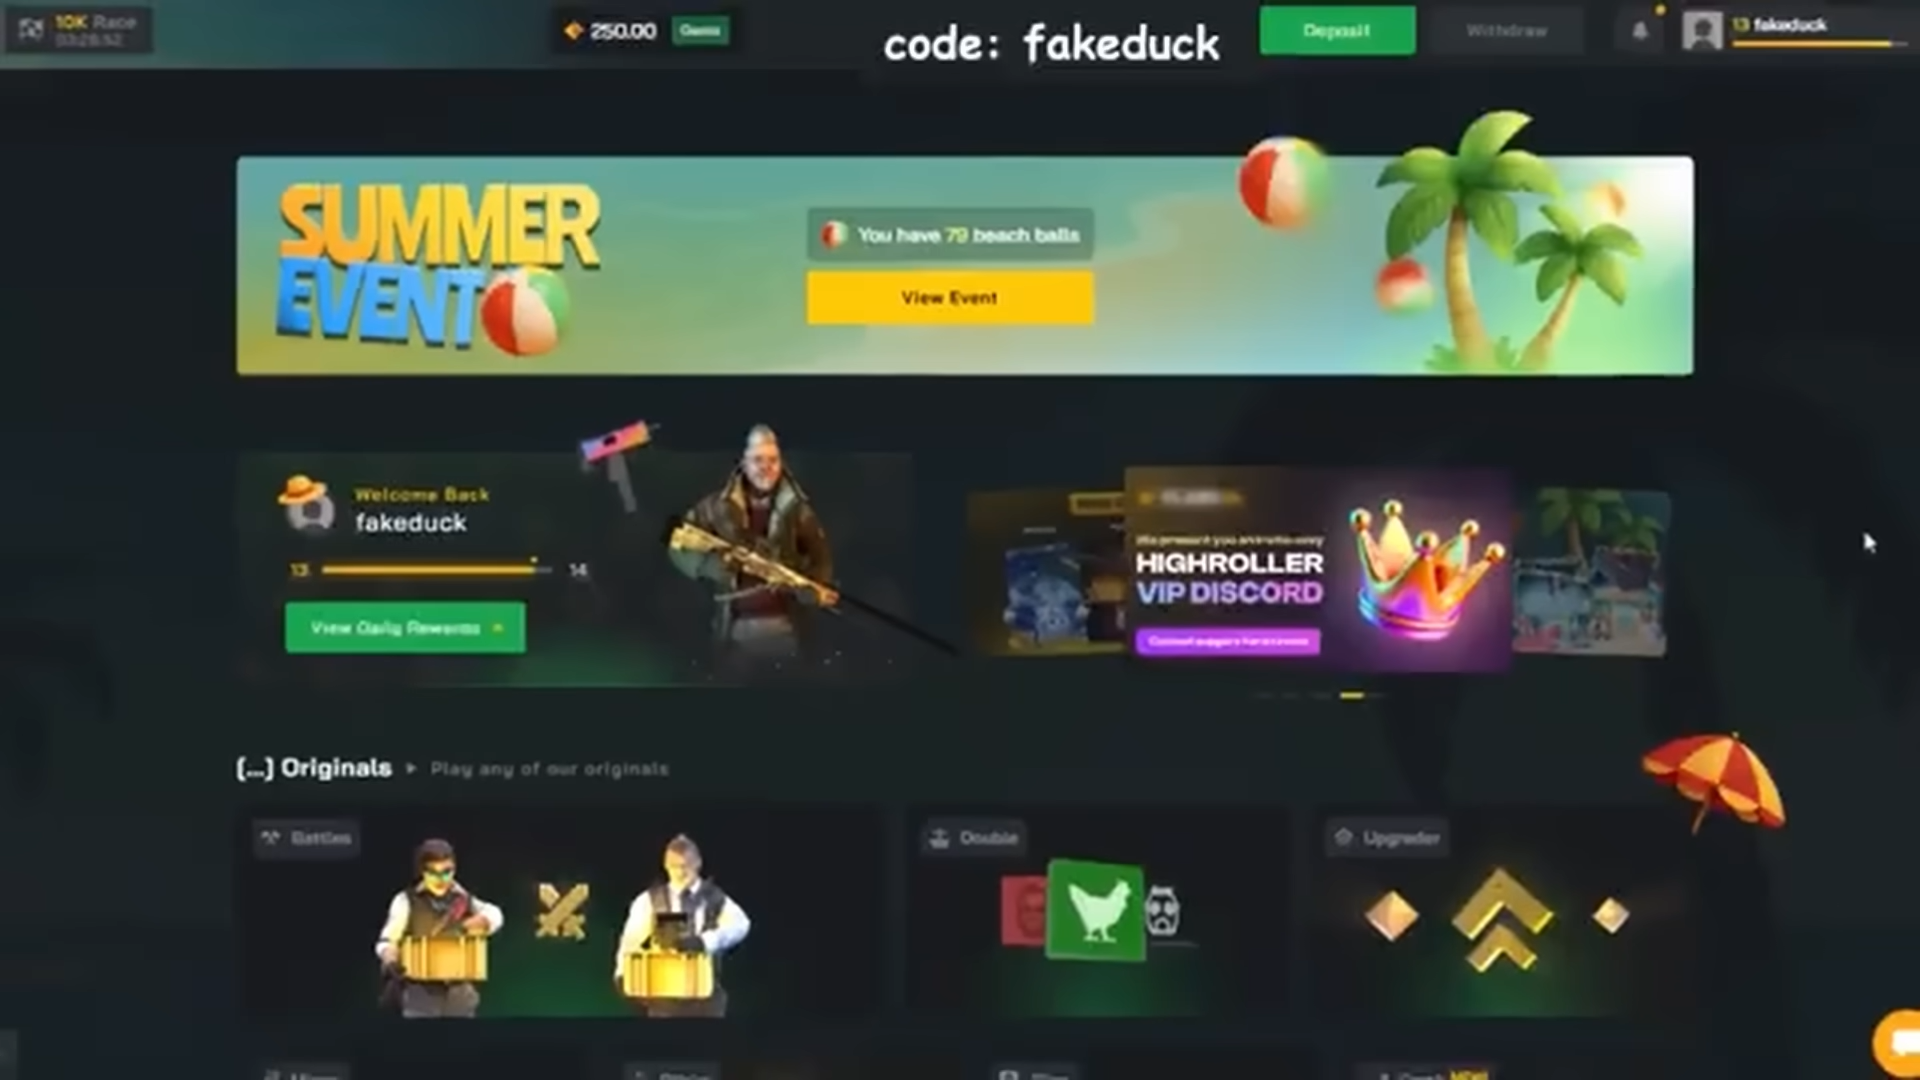 10K Race
250.00
code: fakeduck
Deposit
Withdraw
13 fakeduck
SUMMER
EVENT
You have 79 beach balls
View Event
Welcome Back
fakeduck
13
14
View Daily Rewards
HIGHROLLER
VIP DISCORD
(...) Originals
Play any of our originals
Battles
Double
Upgrader
NEW!